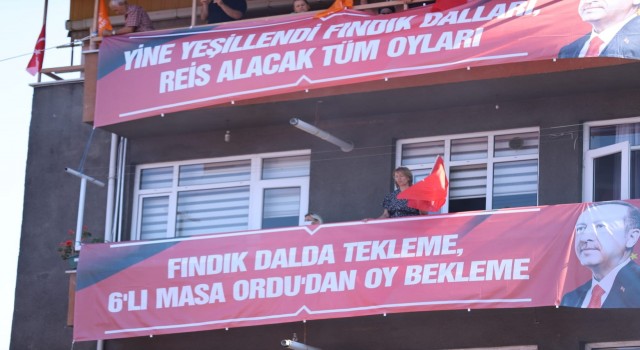 YİNE YEŞİLLENDİ FINDIK DALLARI,
REİS ALACAK TÜM OYLARI
FINDIK DALDA TEKLEME,
6'LI MASA ORDU'DAN OY BEKLEME